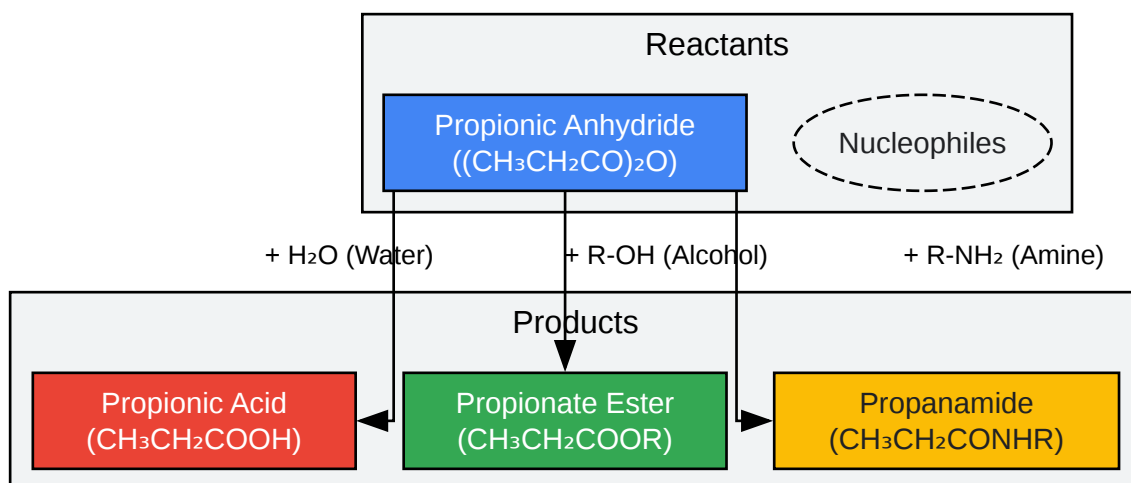 Reactants
Propionic Anhydride
((CH₃CH₂CO)₂O)
Nucleophiles
+ H₂O (Water)
+ R-OH (Alcohol)
+ R-NH₂ (Amine)
Products
Propionic Acid
(CH₃CH₂COOH)
Propionate Ester
(CH₃CH₂COOR)
Propanamide
(CH₃CH₂CONHR)